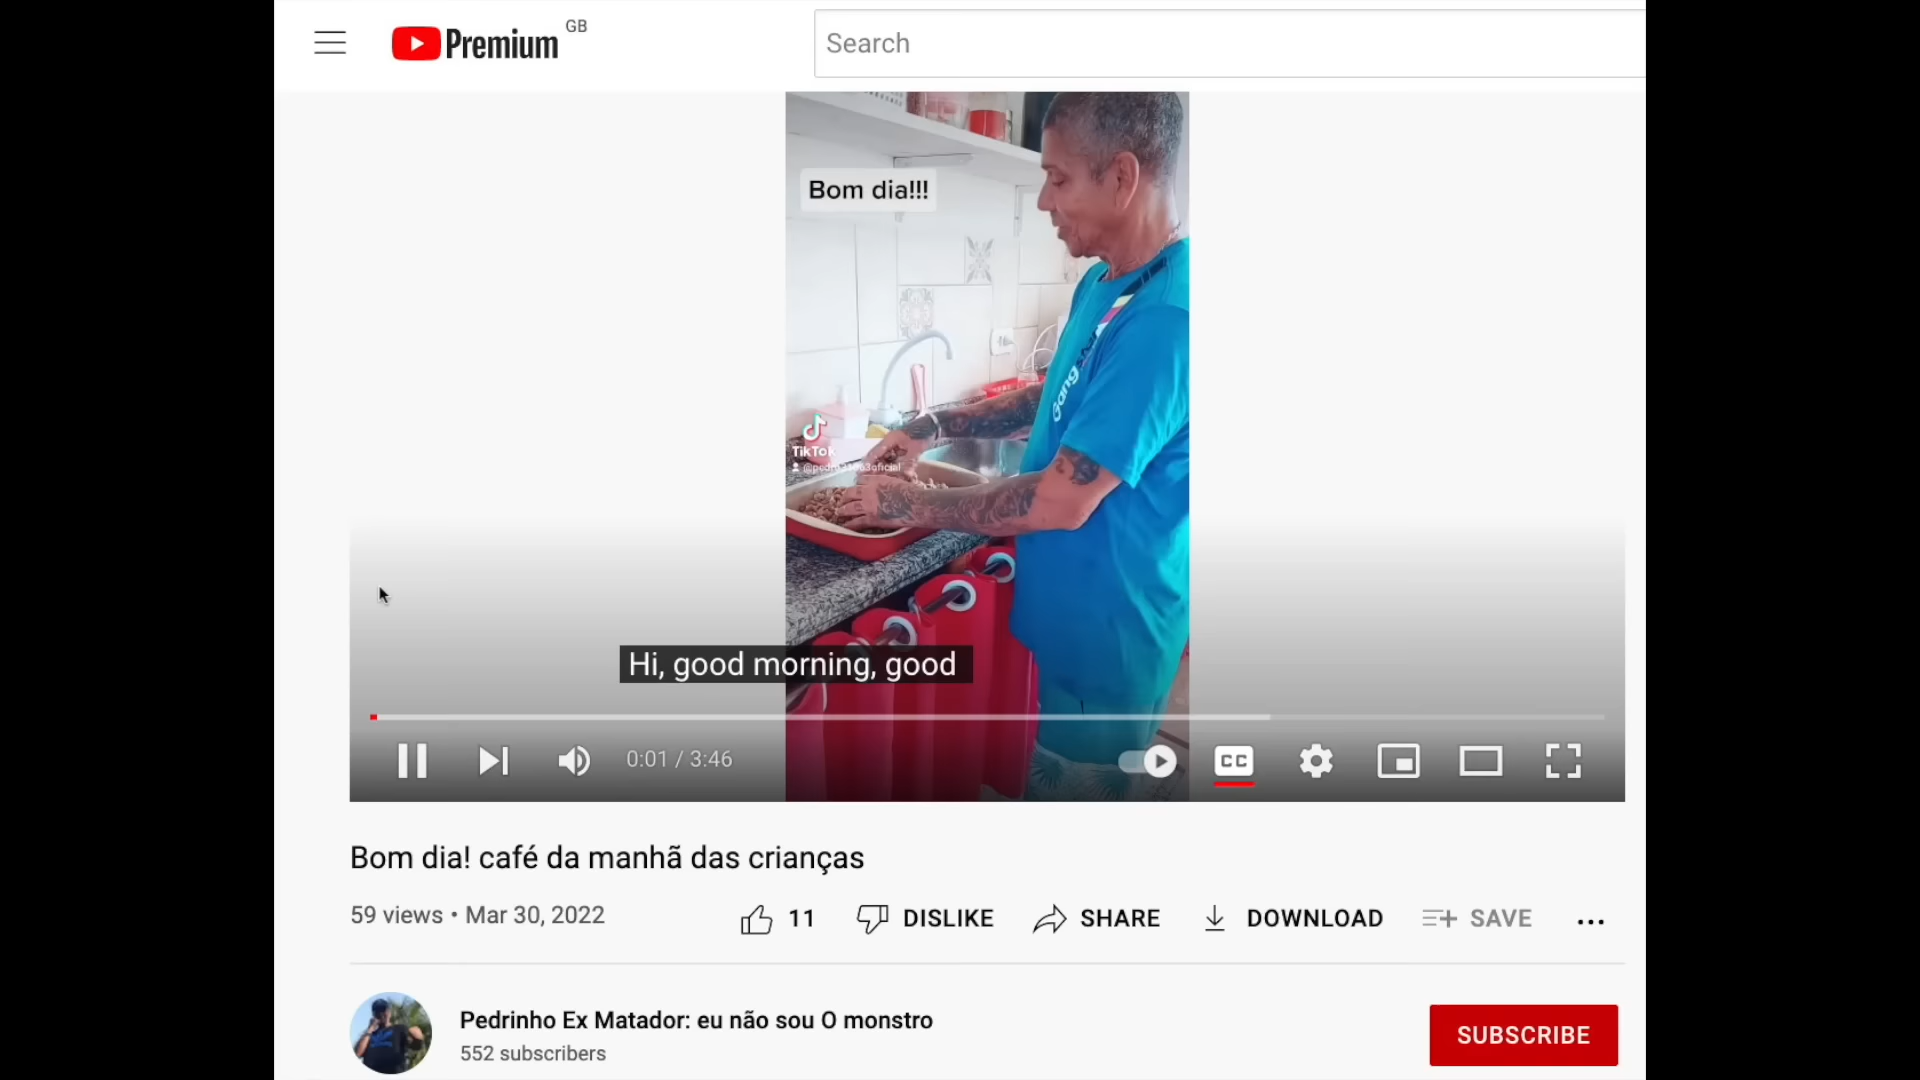 Premium GB
Search
Bom dia!!!
Gang
TikTok
Hi, good morning, good
0:01 / 3:46
CC
Bom dia! café da manhã das crianças
59 views • Mar 30, 2022
11
DISLIKE
SHARE
DOWNLOAD
SAVE
Pedrinho Ex Matador: eu não sou O monstro
552 subscribers
SUBSCRIBE